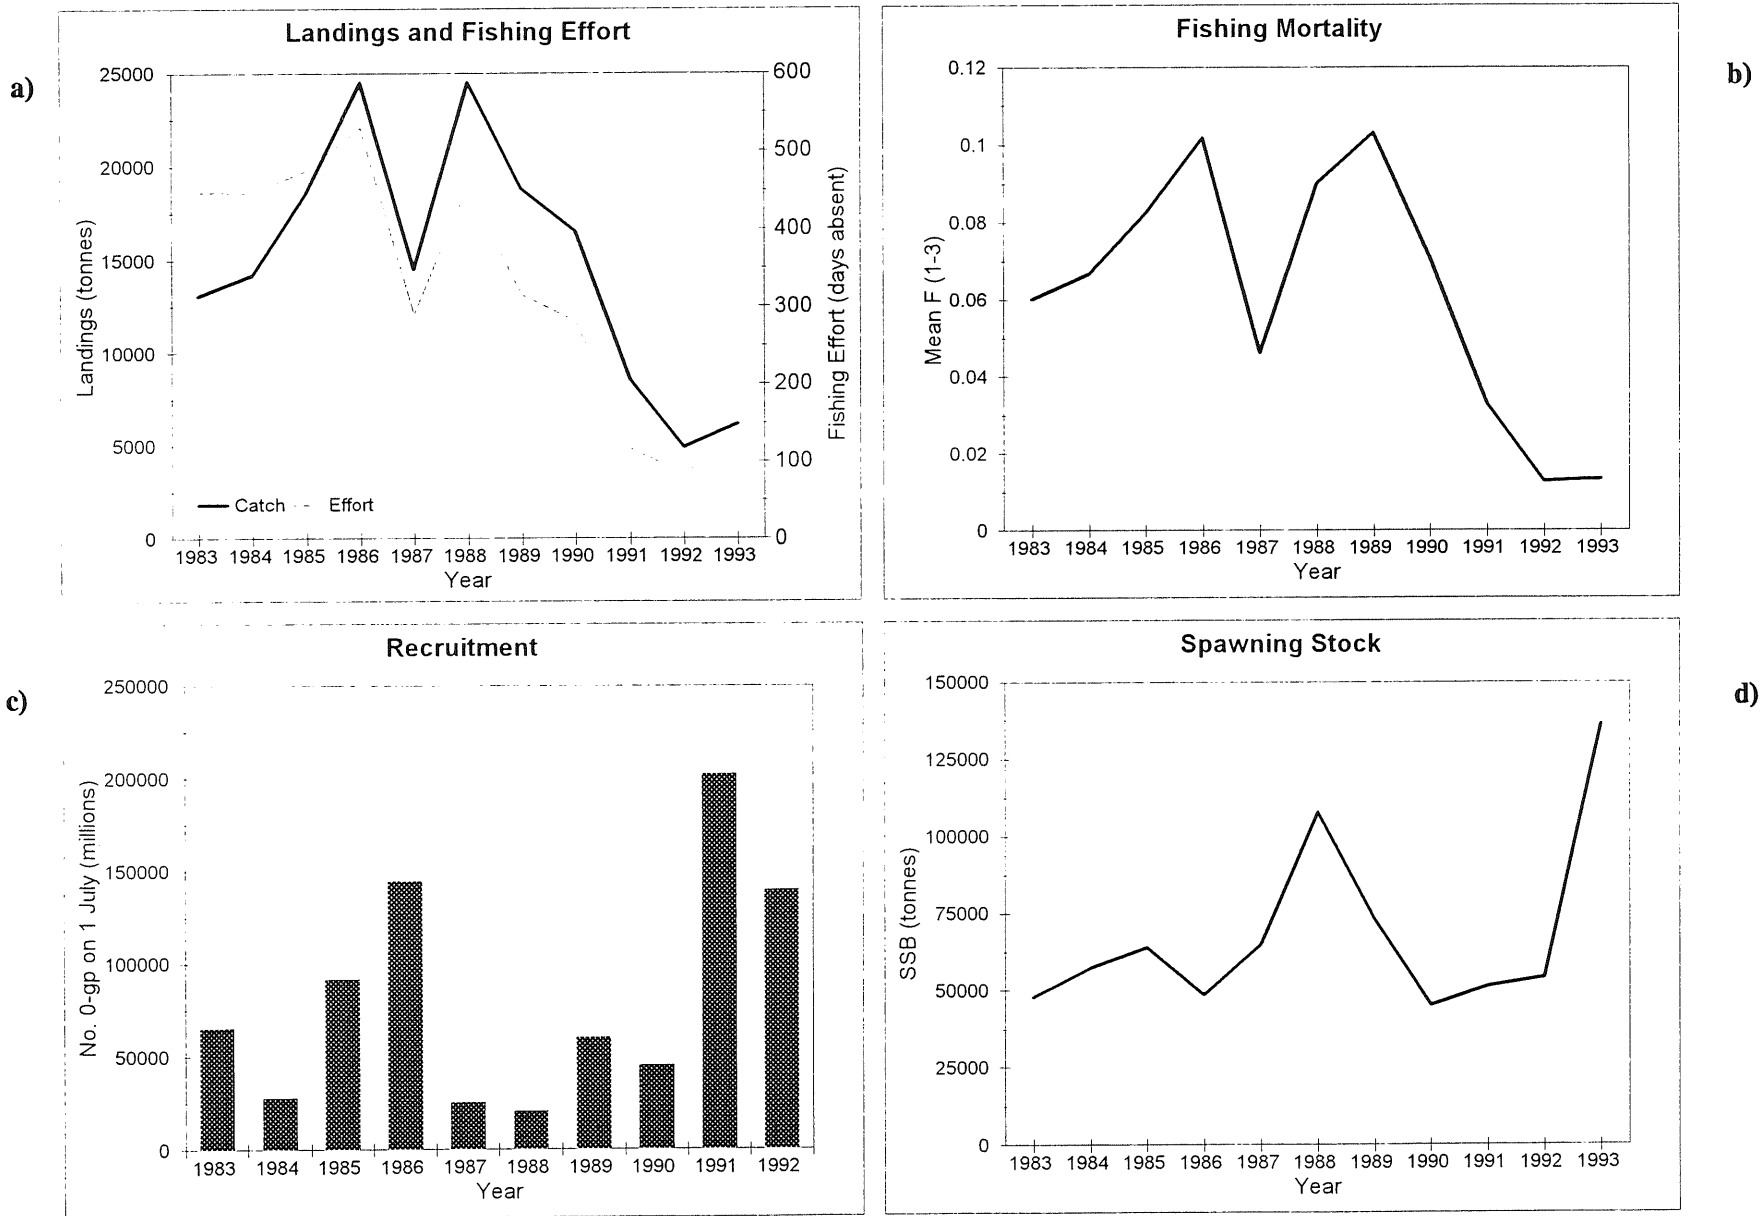 a)
Landings and Fishing Effort
25000
20000
15000
10000
5000
0
Landings (tonnes)
600
500
400
300
200
100
0
Fishing Effort (days absent)
Catch Effort
1983 1984 1985 1986 1987 1988 1989 1990 1991 1992 1993
Year
b)
Fishing Mortality
0.12
0.1
0.08
0.06
0.04
0.02
0
Mean F (1-3)
1983 1984 1985 1986 1987 1988 1989 1990 1991 1992 1993
Year
c)
Recruitment
250000
200000
150000
100000
50000
0
No. 0-gp on 1 July (millions)
1983 1984 1985 1986 1987 1988 1989 1990 1991 1992
Year
d)
Spawning Stock
150000
125000
100000
75000
50000
25000
0
SSB (tonnes)
1983 1984 1985 1986 1987 1988 1989 1990 1991 1992 1993
Year